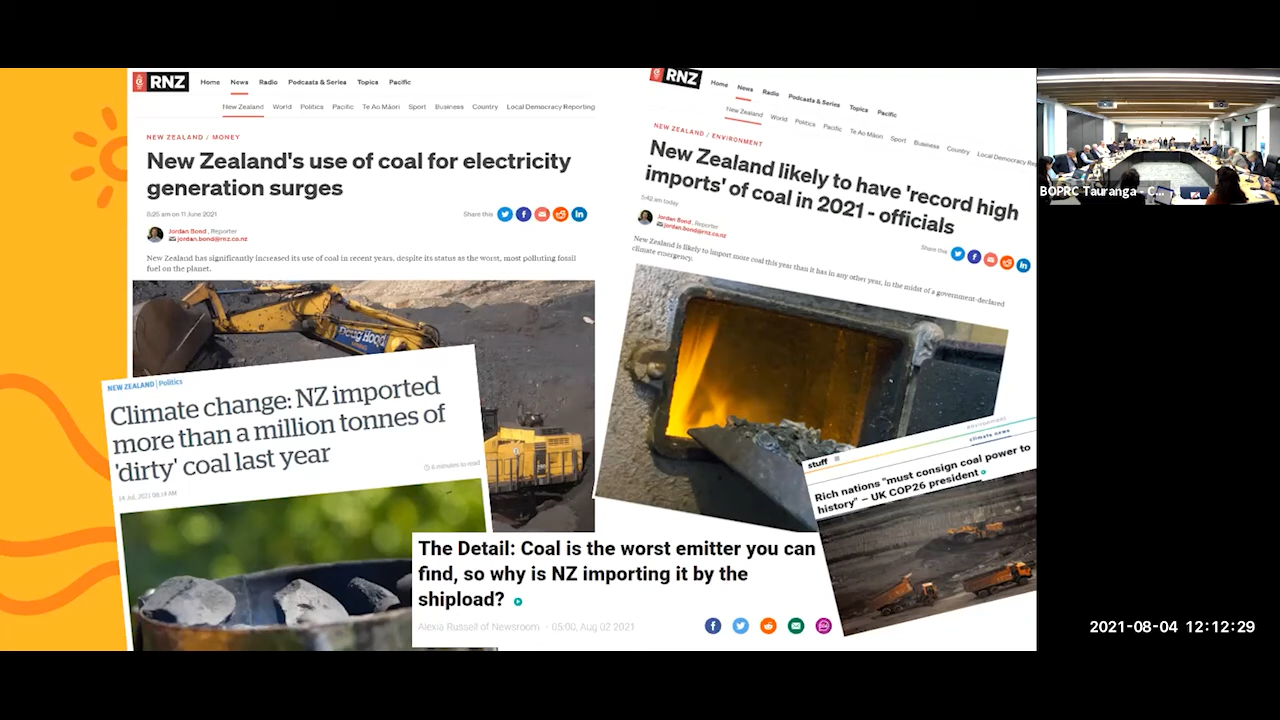 RNZ
Home News Radio Podcasts & Series Topics Pacific
New Zealand World Politics Pacific Te Ao Māori Sport Business Country Local Democracy Reporting
NEW ZEALAND / MONEY
New Zealand's use of coal for electricity
generation surges
8:25 am on 11 June 2021
Share this
Jordan Bond, Reporter
jordan.bond@rnz.co.nz
New Zealand has significantly increased its use of coal in recent years, despite its status as the worst, most polluting fossil
fuel on the planet.
DOUG HOOD
NEW ZEALAND | Politics
Climate change: NZ imported
more than a million tonnes of
'dirty' coal last year
14 Jul, 2021 08:14 AM
6 minutes to read
The Detail: Coal is the worst emitter you can
find, so why is NZ importing it by the
shipload?
Alexia Russell of Newsroom · 05:00, Aug 02 2021
RNZ
Home News Radio Podcasts & Series Topics Pacific
New Zealand World Politics Pacific Te Ao Māori Sport Business Country Local Democracy Re
NEW ZEALAND / ENVIRONMENT
New Zealand likely to have 'record high
imports' of coal in 2021 - officials
5:42 am today
Share this
Jordan Bond, Reporter
jordan.bond@rnz.co.nz
New Zealand is likely to import more coal this year than it has in any other year, in the midst of a government-declared
climate emergency.
environment
stuff
climate news
Rich nations "must consign coal power to
history" – UK COP26 president
BOPRC Tauranga - C...
2021-08-04 12:12:29